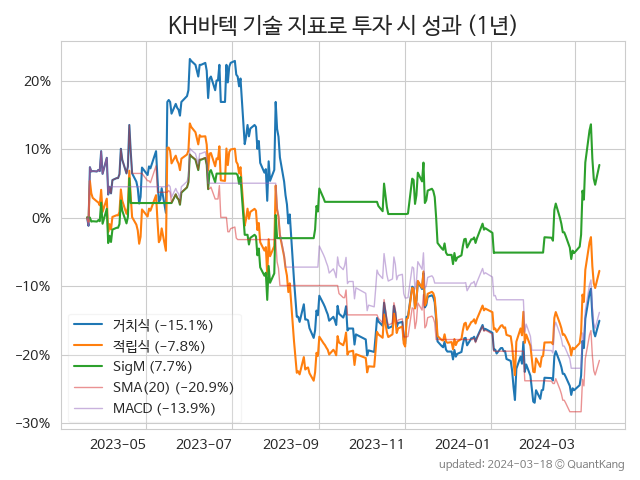 KH바텍 기술 지표로 투자 시 성과 (1년)
20%
10%
0%
−10%
−20%
−30%
거치식 (−15.1%)
적립식 (−7.8%)
SigM (7.7%)
SMA(20) (−20.9%)
MACD (−13.9%)
2023-05
2023-07
2023-09
2023-11
2024-01
2024-03
updated: 2024-03-18 ⓒ QuantKang